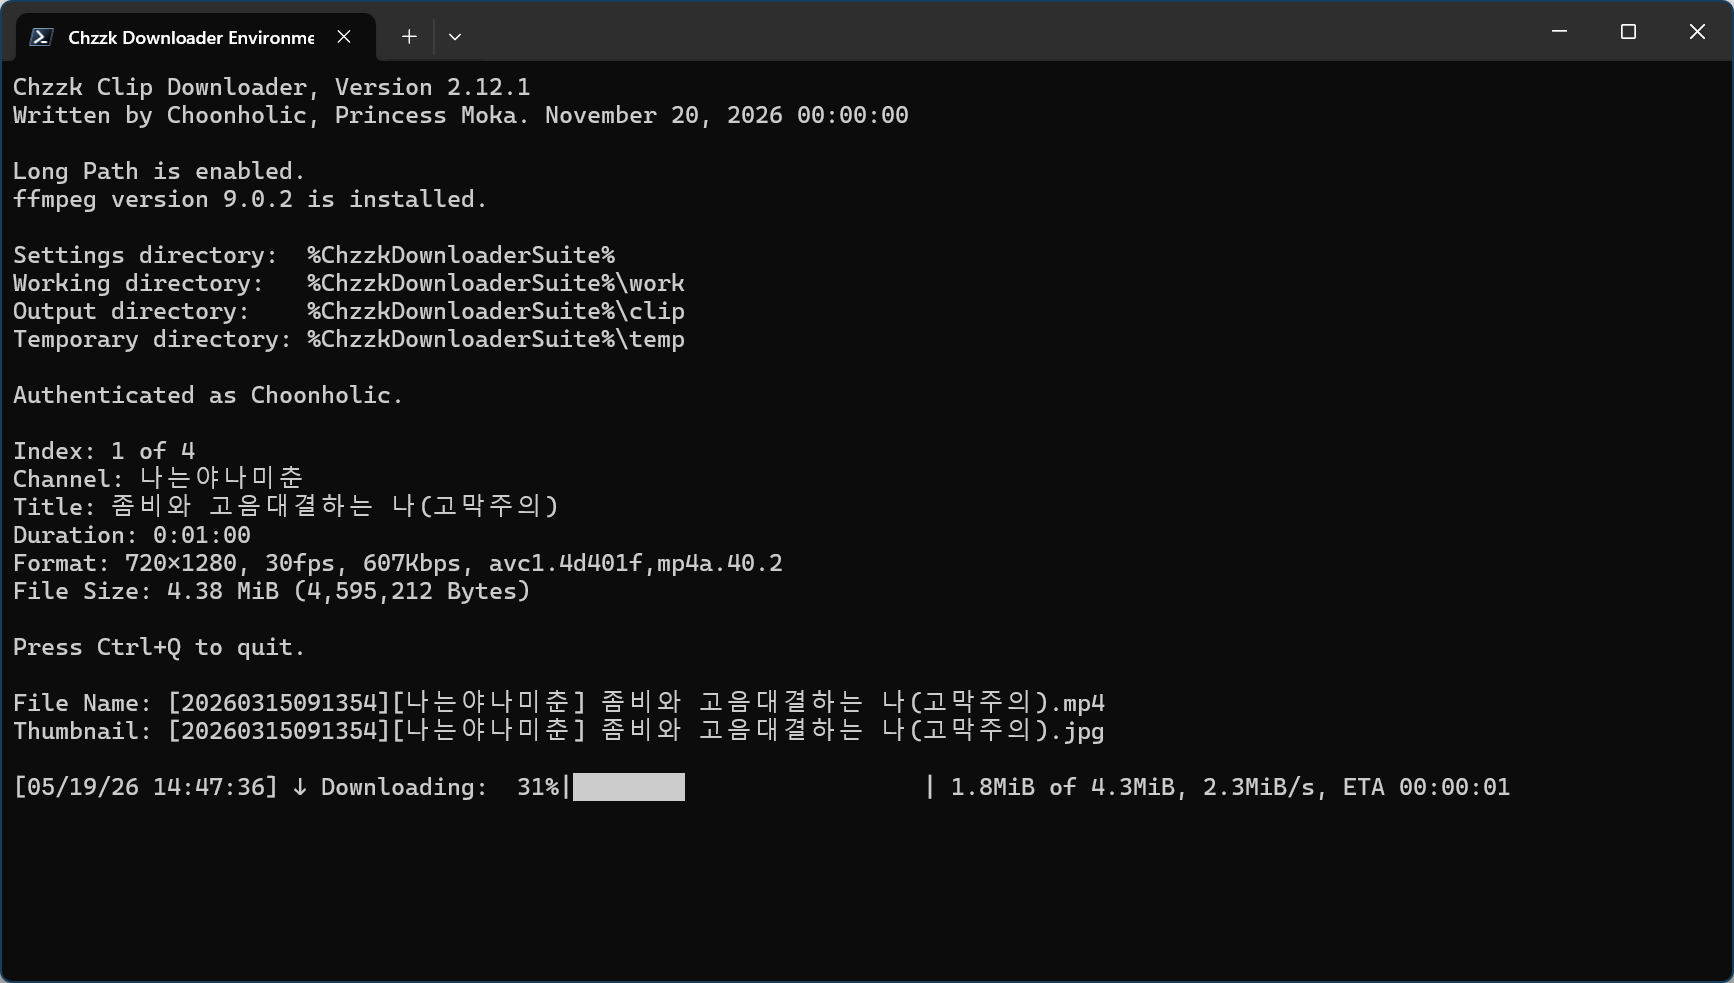 Chzzk Downloader Environme
Chzzk Clip Downloader, Version 2.12.1
Written by Choonholic, Princess Moka. November 20, 2026 00:00:00
Long Path is enabled.
ffmpeg version 9.0.2 is installed.
Settings directory:  %ChzzkDownloaderSuite%
Working directory:   %ChzzkDownloaderSuite%\work
Output directory:    %ChzzkDownloaderSuite%\clip
Temporary directory: %ChzzkDownloaderSuite%\temp
Authenticated as Choonholic.
Index: 1 of 4
Channel: 나는야나미춘
Title: 좀비와 고음대결하는 나(고막주의)
Duration: 0:01:00
Format: 720×1280, 30fps, 607Kbps, avc1.4d401f,mp4a.40.2
File Size: 4.38 MiB (4,595,212 Bytes)
Press Ctrl+Q to quit.
File Name: [20260315091354][나는야나미춘] 좀비와 고음대결하는 나(고막주의).mp4
Thumbnail: [20260315091354][나는야나미춘] 좀비와 고음대결하는 나(고막주의).jpg
[05/19/26 14:47:36] ↓ Downloading:  31%|████████                 | 1.8MiB of 4.3MiB, 2.3MiB/s, ETA 00:00:01